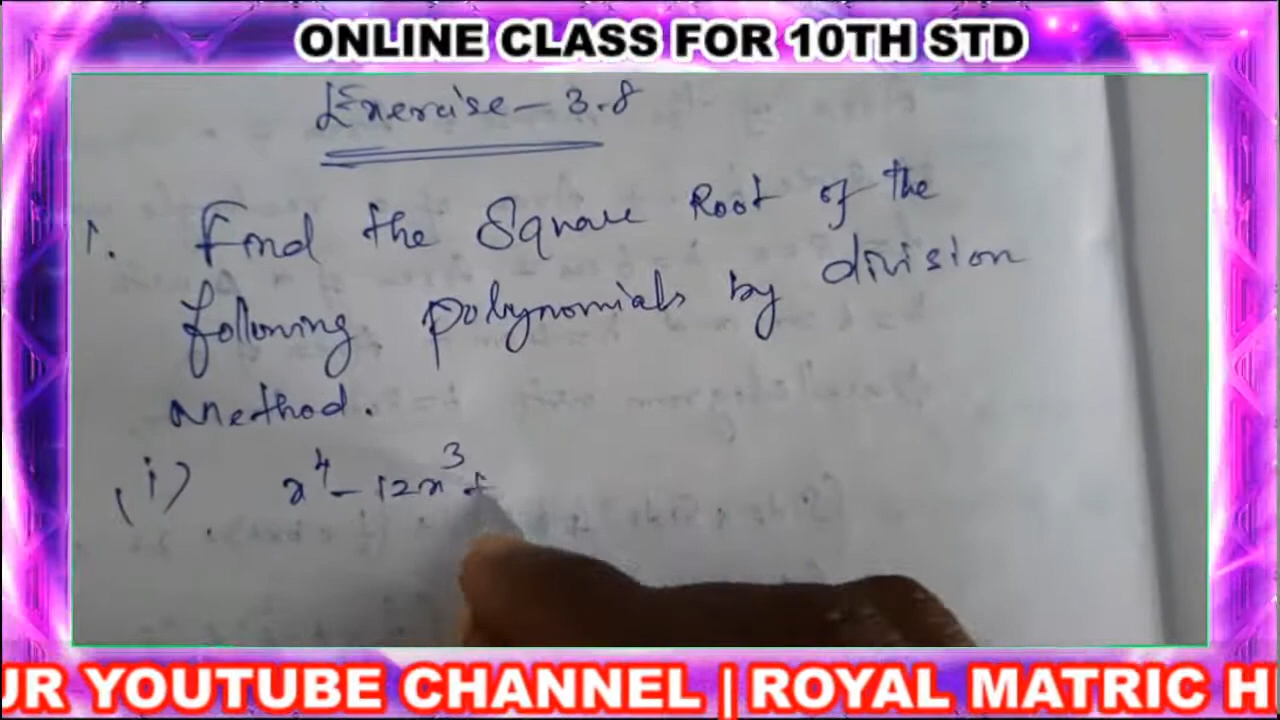 ONLINE CLASS FOR 10TH STD
Exercise - 3.8
1. Find the Square Root of the
following polynomials by division
Method.
(i) x⁴ - 12x³ +
UR YOUTUBE CHANNEL | ROYAL MATRIC H